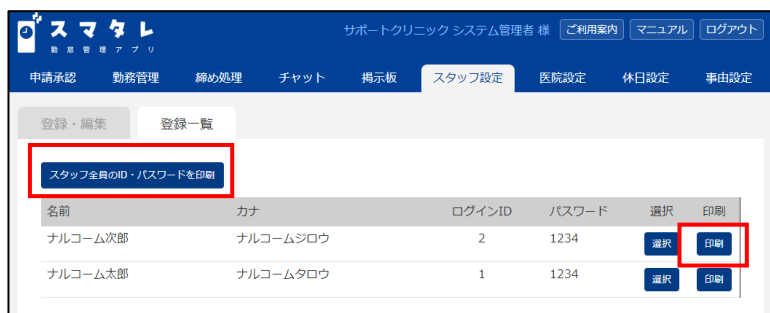 スマタレ
勤怠管理アプリ
サポートクリニック システム管理者 様 ご利用案内 マニュアル ログアウト
申請承認 勤務管理 締め処理 チャット 掲示板 スタッフ設定 医院設定 休日設定 事由設定
登録・編集 登録一覧
スタッフ全員のID・パスワードを印刷
名前 カナ ログインID パスワード 選択 印刷
ナルコーム次郎 ナルコームジロウ 2 1234 選択 印刷
ナルコーム太郎 ナルコームタロウ 1 1234 選択 印刷